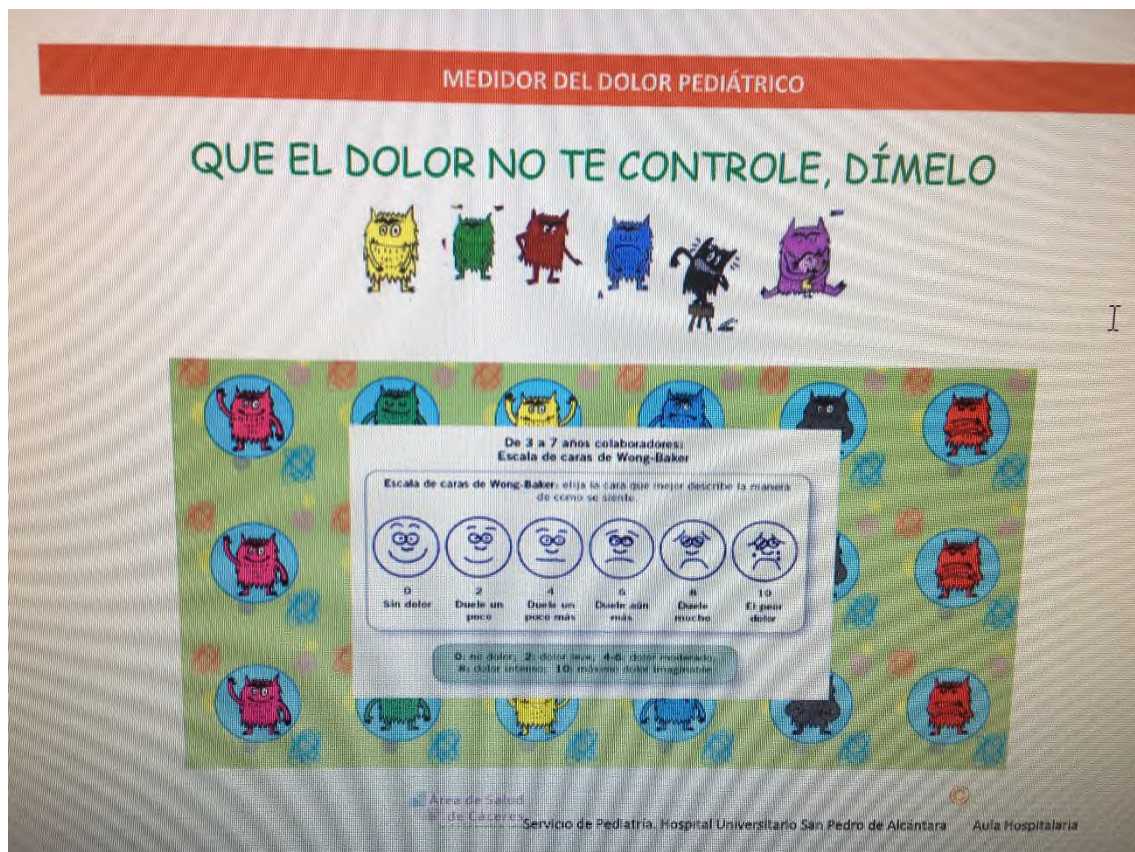 MEDIDOR DEL DOLOR PEDIÁTRICO
QUE EL DOLOR NO TE CONTROLE, DÍMELO
De 3 a 7 años colaboradores:
Escala de caras de Wong-Baker
Escala de caras de Wong-Baker: elija la cara que mejor describe la manera
de como se siente.
0
Sin dolor
2
Duele un
poco
4
Duele un
poco más
6
Duele aún
más
8
Duele
mucho
10
El peor
dolor
0: no dolor; 2: dolor leve; 4-6: dolor moderado;
8: dolor intenso; 10: máximo dolor imaginable
Área de Salud
de Cáceres
©
Servicio de Pediatría. Hospital Universitario San Pedro de Alcántara
Aula Hospitalaria